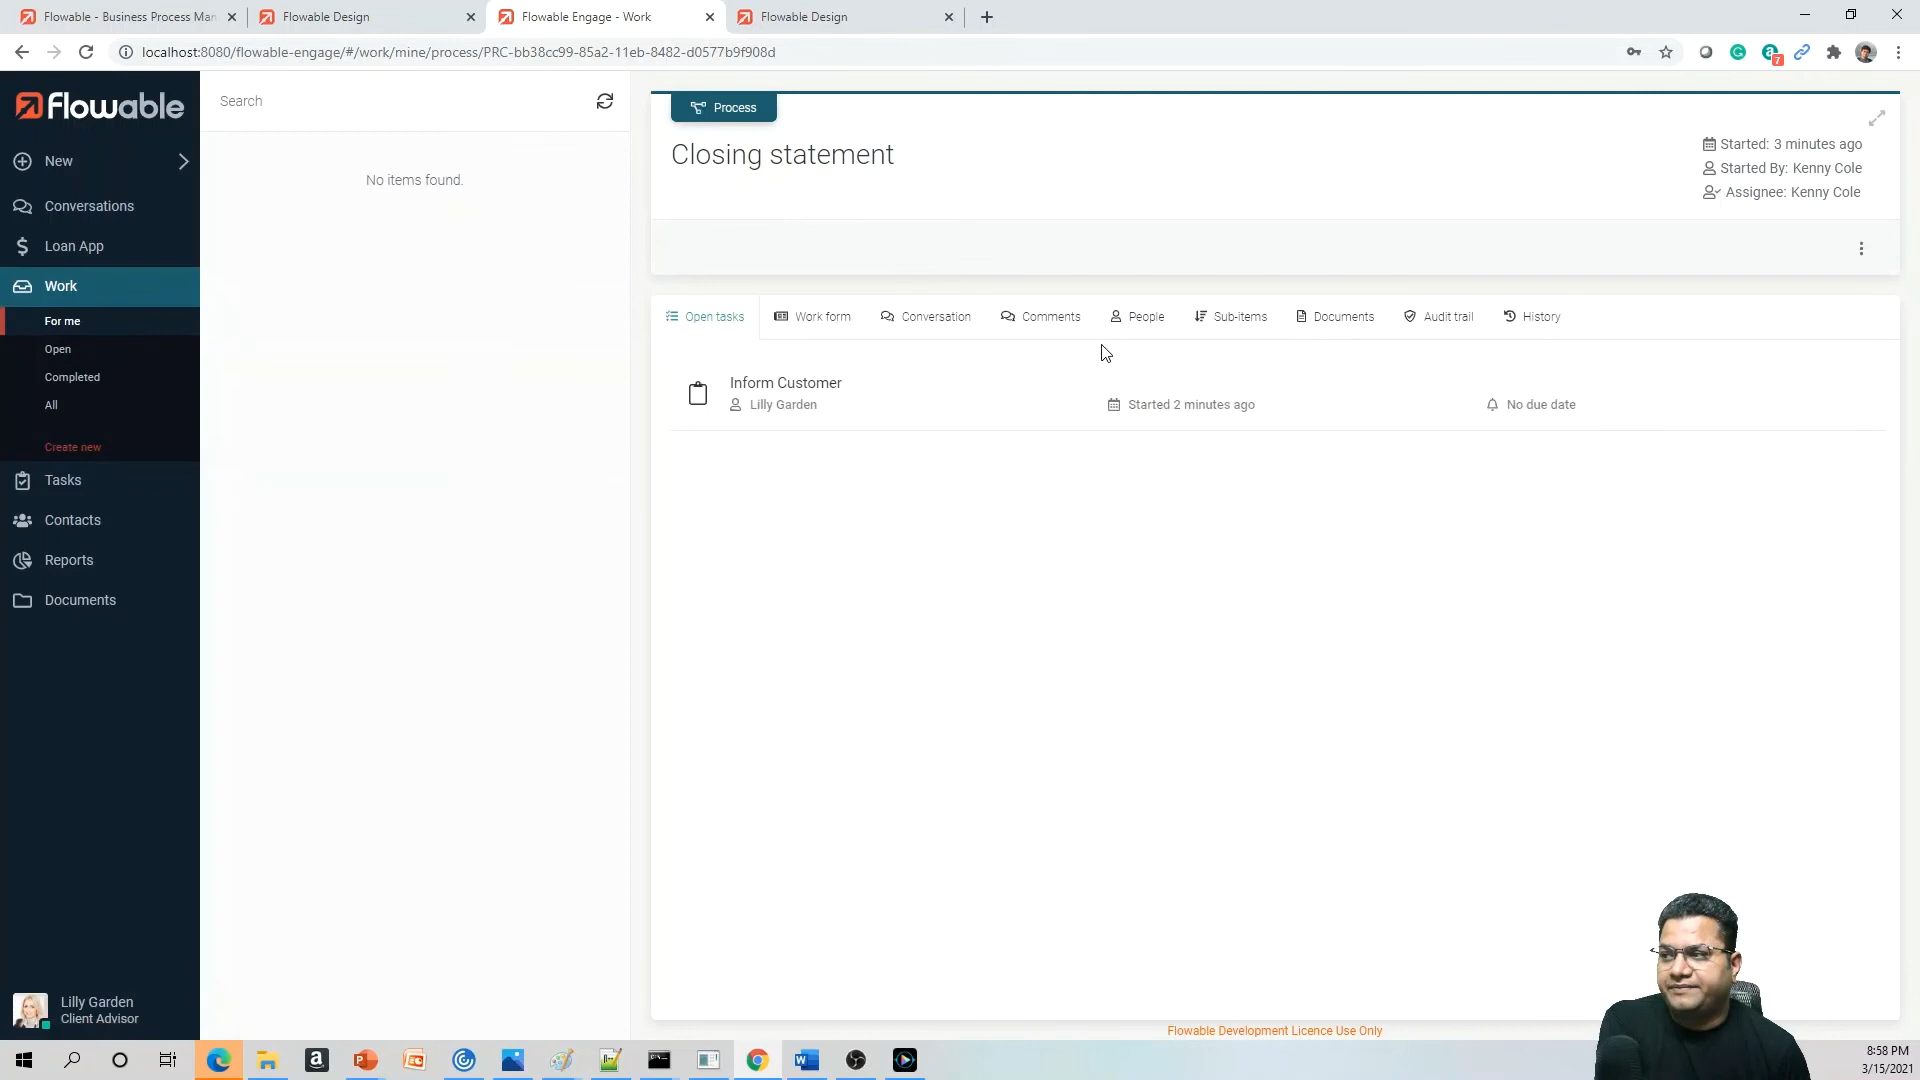 Flowable - Business Process Man
Flowable Design
Flowable Engage - Work
Flowable Design
localhost:8080/flowable-engage/#/work/mine/process/PRC-bb38cc99-85a2-11eb-8482-d0577b9f908d
7
Flowable
New
Conversations
Loan App
Work
For me
Open
Completed
All
Create new
Tasks
Contacts
Reports
Documents
Lilly Garden
Client Advisor
Search
No items found.
Process
Closing statement
Started: 3 minutes ago
Started By: Kenny Cole
Assignee: Kenny Cole
Open tasks
Work form
Conversation
Comments
People
Sub-items
Documents
Audit trail
History
Inform Customer
Lilly Garden
Started 2 minutes ago
No due date
Flowable Development Licence Use Only
8:58 PM
3/15/2021